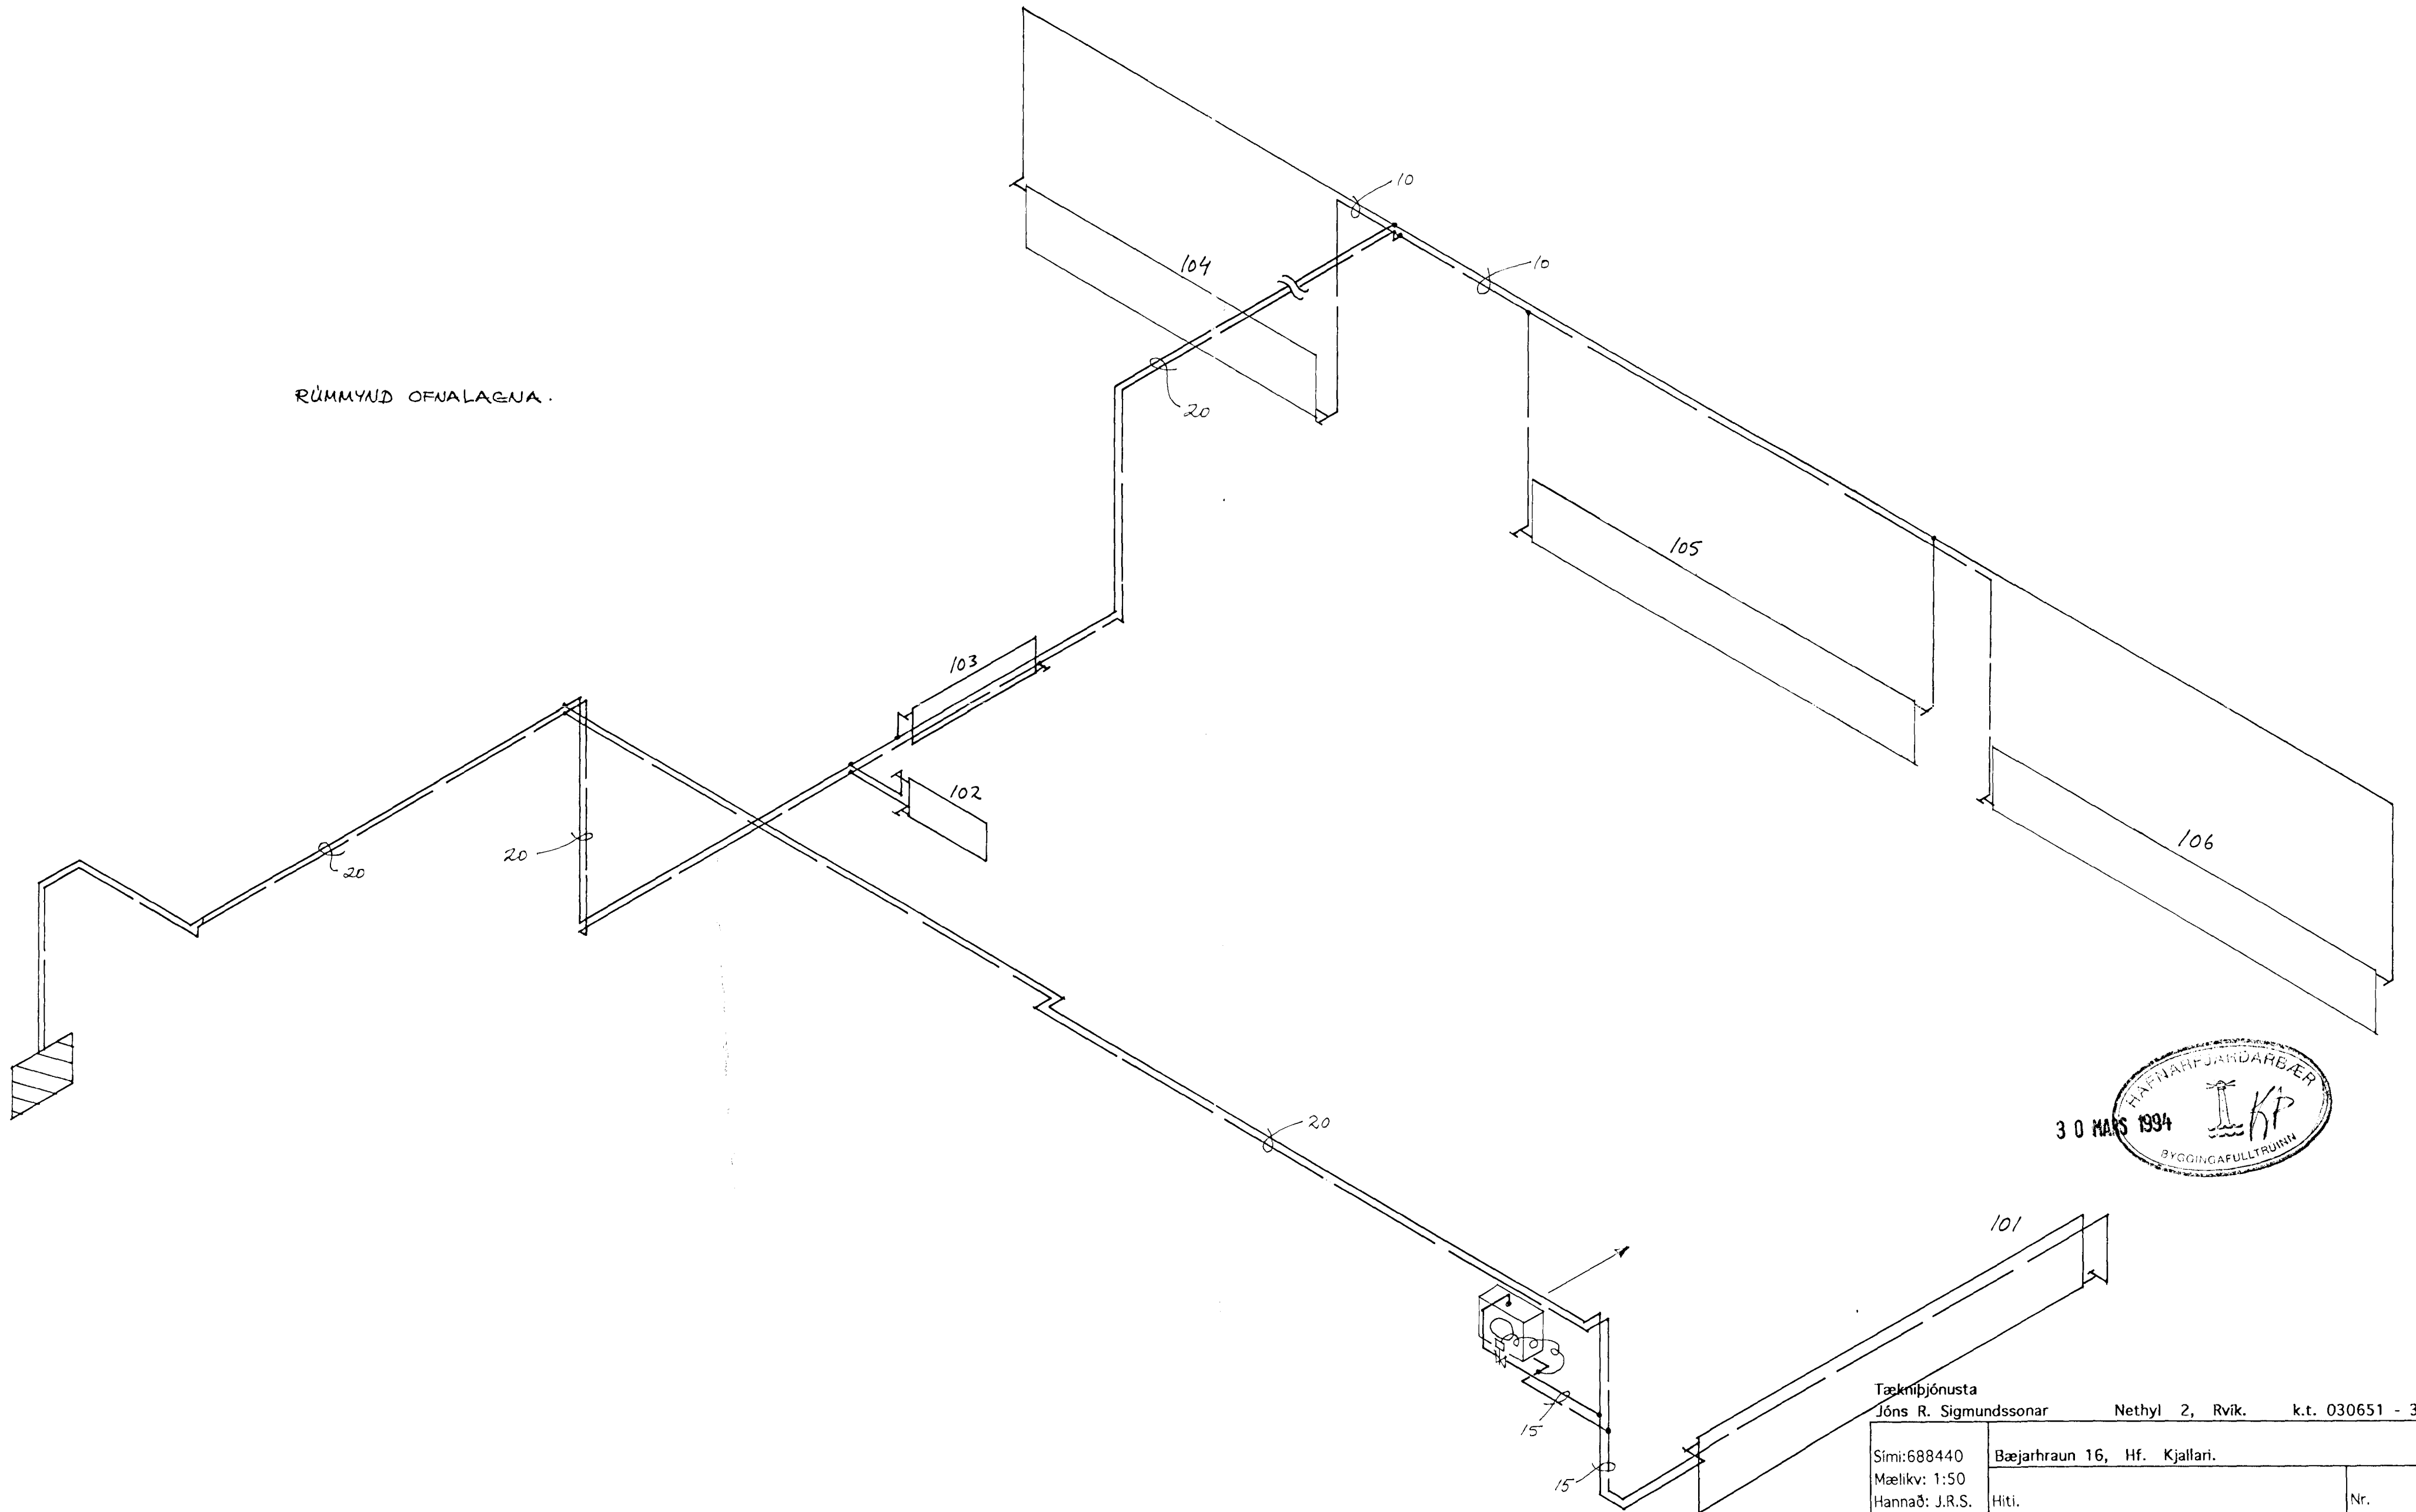 10
10
104
20
RÚMMYND OFNALAGNA.
105
103
102
106
20
20
HAFNARFJARÐARBÆR
30 MARS 1994
KP
BYGGINGAFULLTRÚINN
20
101
15
15
Tækniþjónusta
Jóns R. Sigmundssonar Nethyl 2, Rvík. k.t. 030651 - 3
Sími:688440 Bæjarhraun 16, Hf. Kjallari.
Mælikv: 1:50
Hannað: J.R.S. Hiti. Nr.